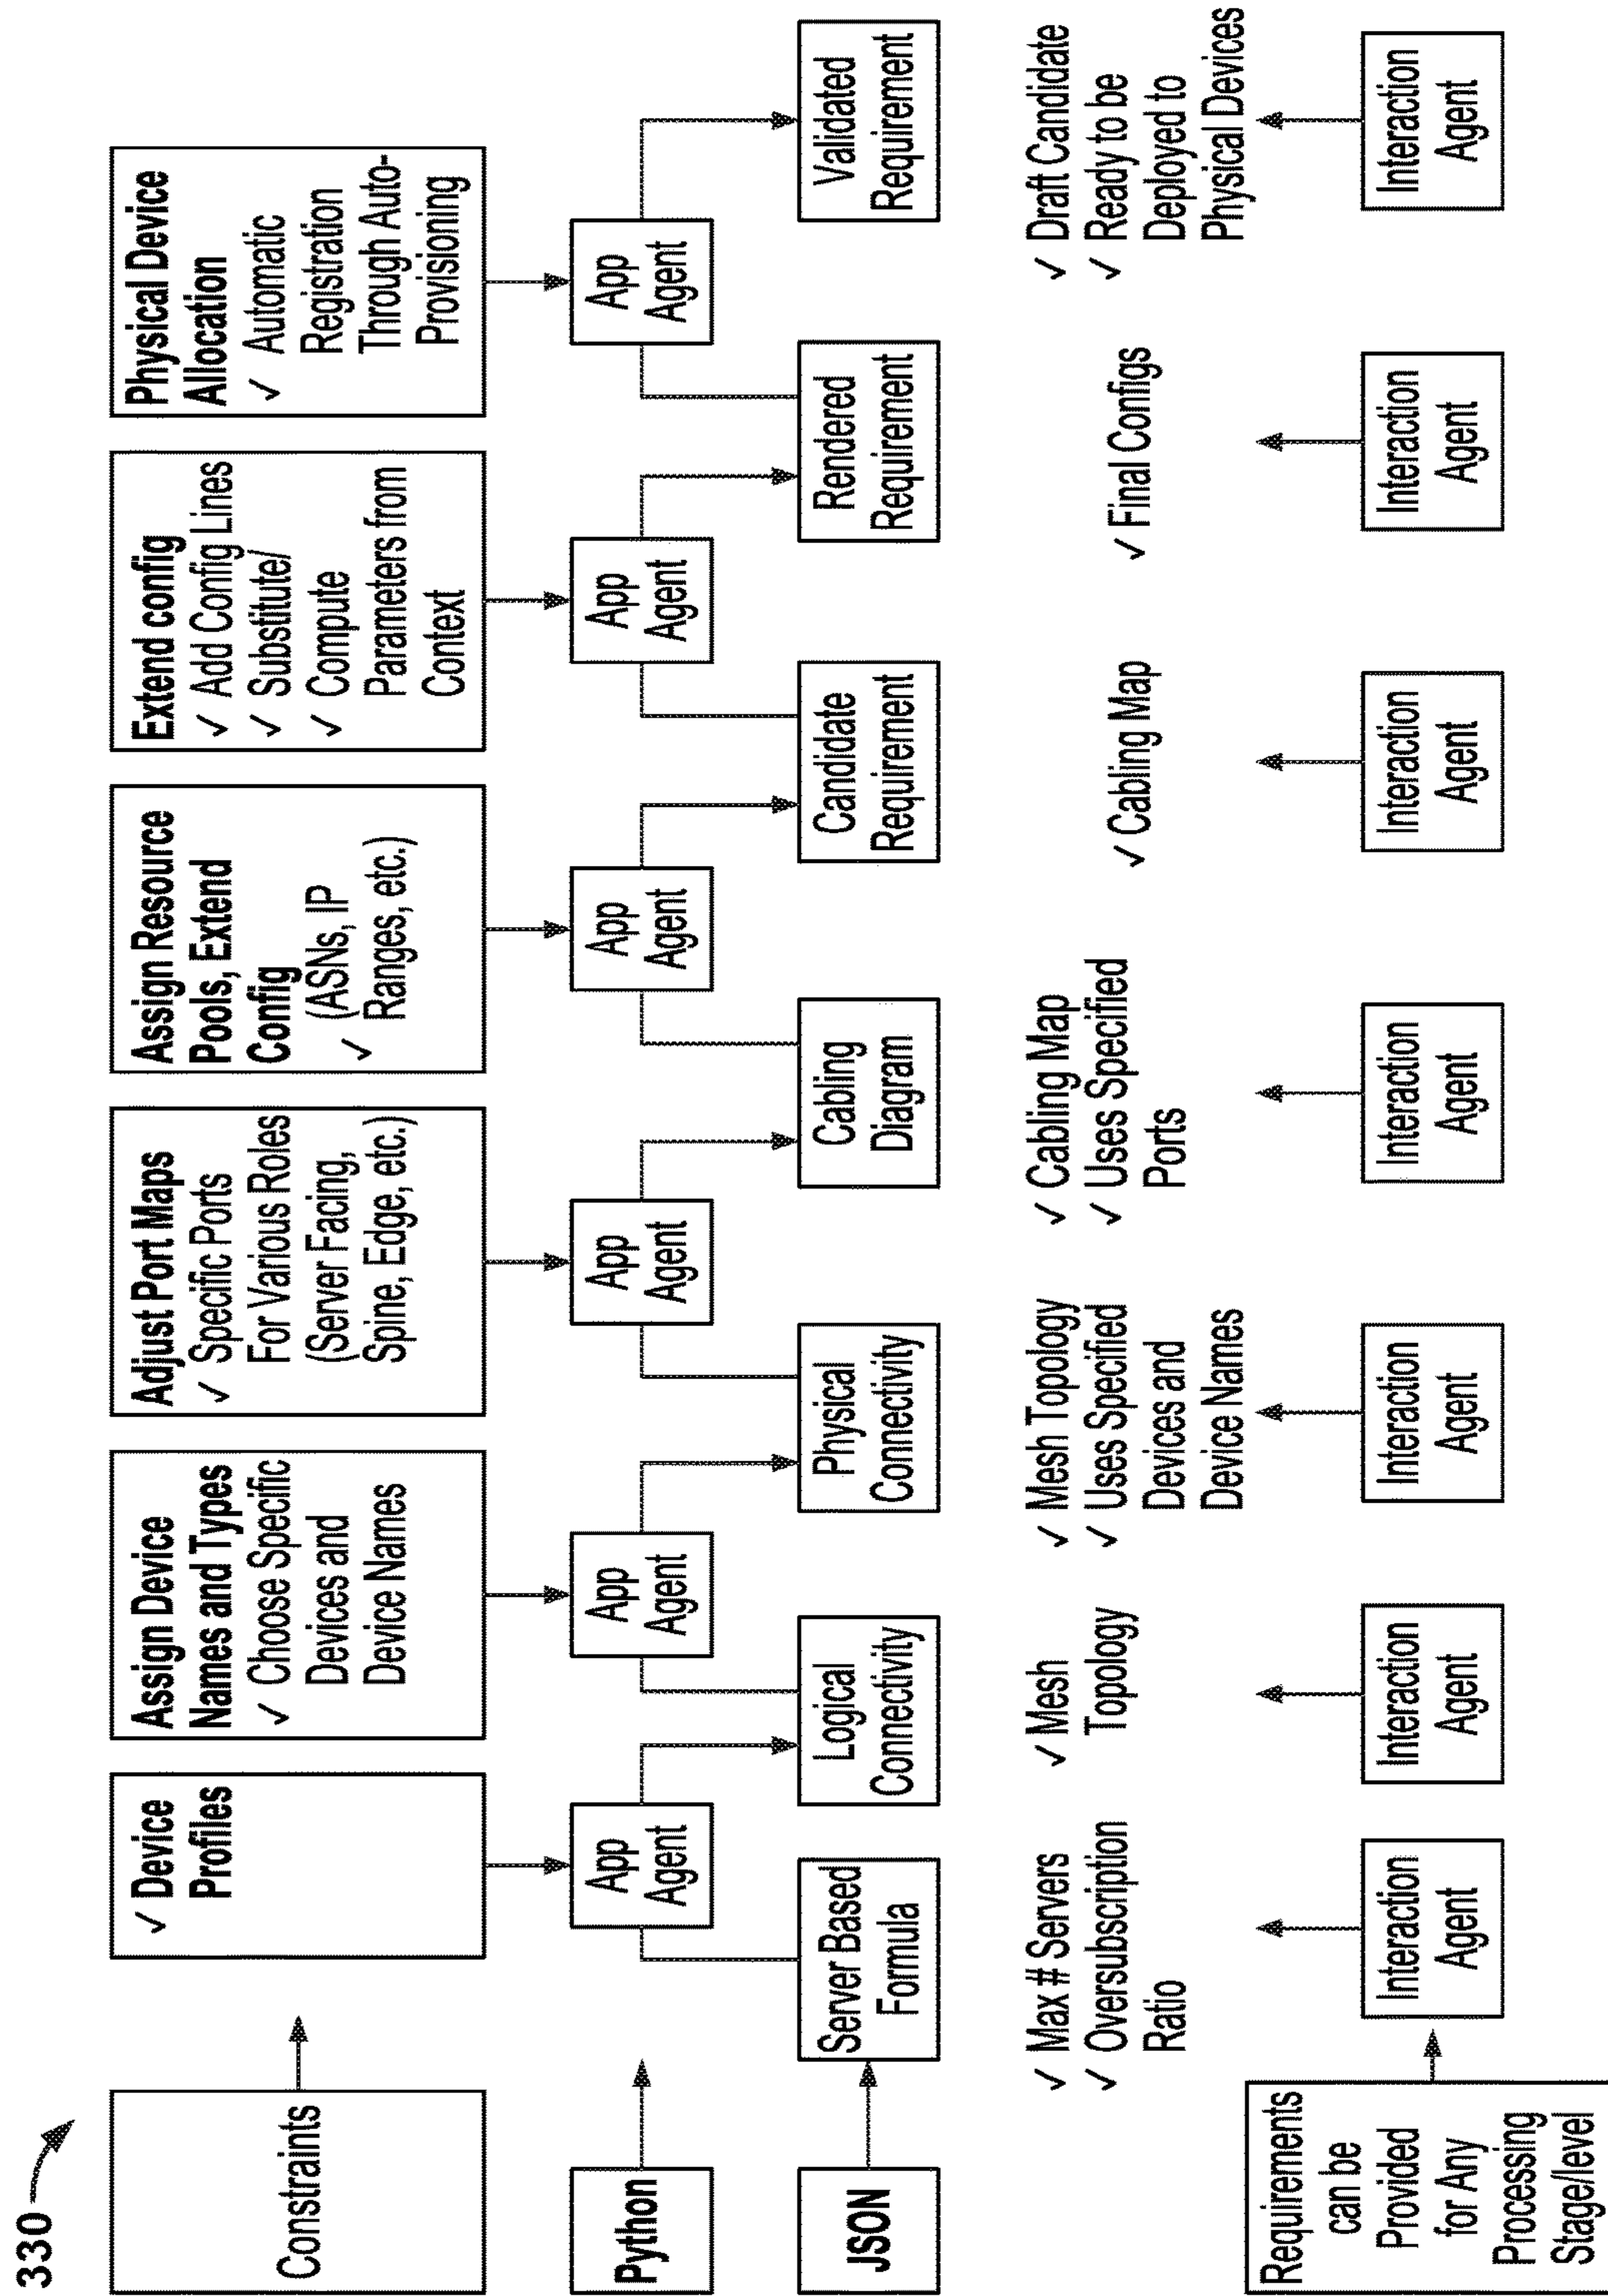 330
Constraints
✓ Device
Profiles
Assign Device
Names and Types
✓ Choose Specific
Devices and
Device Names
Adjust Port Maps
✓ Specific Ports
For Various Roles
(Server Facing,
Spine, Edge, etc.)
Assign Resource
Pools, Extend
Config
(ASNs, IP
✓ Ranges, etc.)
Extend config
✓ Add Config Lines
✓ Substitute/
✓ Compute
Parameters from
Context
Physical Device
Allocation
✓ Automatic
Registration
Through Auto-
Provisioning
Python
App
Agent
App
Agent
App
Agent
App
Agent
App
Agent
App
Agent
JSON
Server Based
Formula
Logical
Connectivity
Physical
Connectivity
Cabling
Diagram
Candidate
Requirement
Rendered
Requirement
Validated
Requirement
✓ Max # Servers
✓ Oversubscription
Ratio
✓ Mesh
Topology
✓ Mesh Topology
✓ Uses Specified
Devices and
Device Names
✓ Cabling Map
✓ Uses Specified
Ports
✓ Cabling Map
✓ Final Configs
✓ Draft Candidate
✓ Ready to be
Deployed to
Physical Devices
Requirements
can be
Provided
for Any
Processing
Stage/level
Interaction
Agent
Interaction
Agent
Interaction
Agent
Interaction
Agent
Interaction
Agent
Interaction
Agent
Interaction
Agent